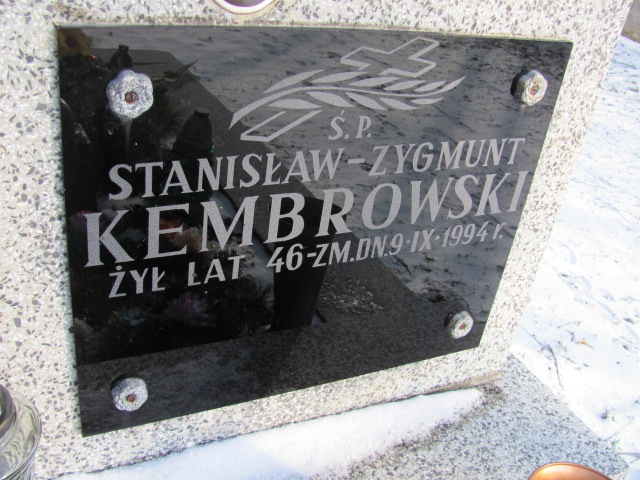 Ś.P.
STANISŁAW-ZYGMUNT
KEMBROWSKI
ŻYŁ LAT 46-ZM.DN.9·IX·1994 r.